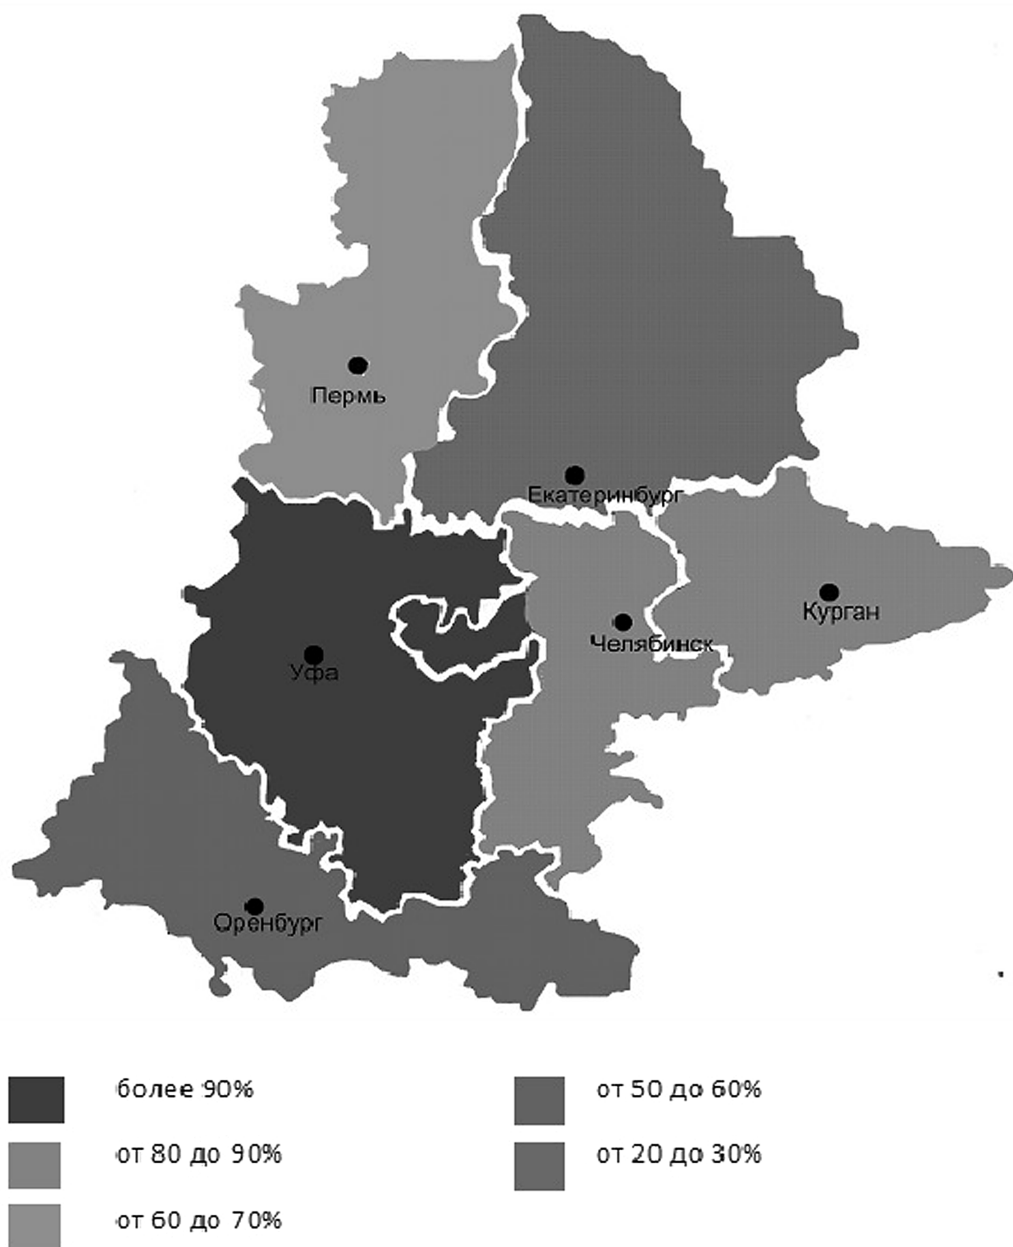 Пермь
Екатеринбург
Курган
Челябинск
Уфа
Оренбург
более 90%
от 50 до 60%
от 80 до 90%
от 20 до 30%
от 60 до 70%